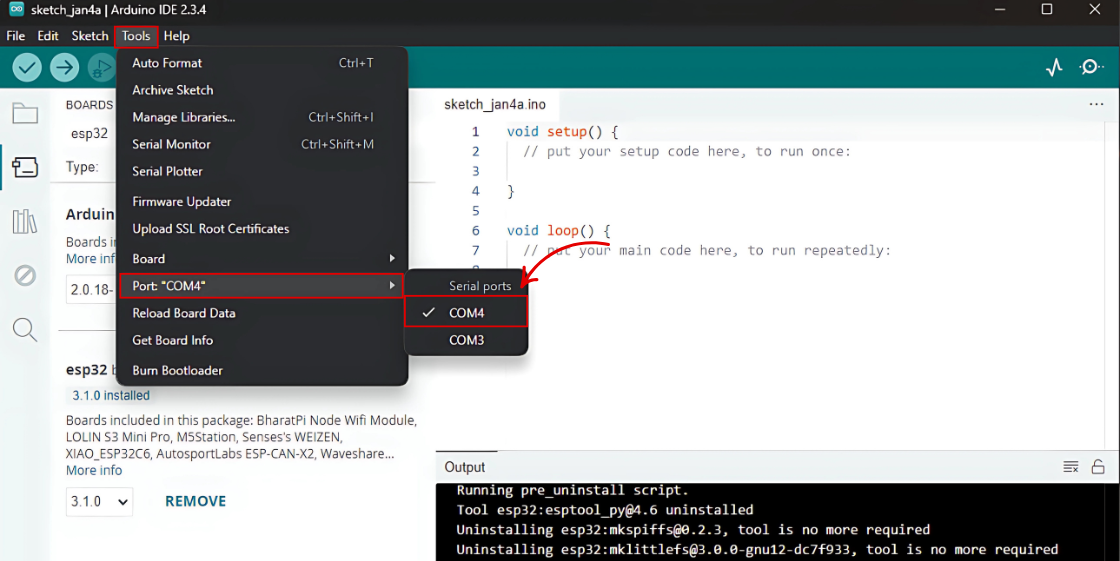 sketch_jan4a | Arduino IDE 2.3.4
File Edit Sketch Tools Help
Auto Format Ctrl+T
Archive Sketch
Manage Libraries... Ctrl+Shift+I
Serial Monitor Ctrl+Shift+M
Serial Plotter
Firmware Updater
Upload SSL Root Certificates
Board
Port: "COM4"
Reload Board Data
Get Board Info
Burn Bootloader
Serial ports
COM4
COM3
BOARDS
esp32
Type:
Arduin
Boards in
More inf
2.0.18-
esp32 b
3.1.0 installed
Boards included in this package: BharatPi Node Wifi Module,
LOLIN S3 Mini Pro, M5Station, Senses's WEIZEN,
XIAO_ESP32C6, AutosportLabs ESP-CAN-X2, Waveshare...
More info
3.1.0 REMOVE
sketch_jan4a.ino
1 void setup() {
2 // put your setup code here, to run once:
3
4 }
5
6 void loop() {
7 // put your main code here, to run repeatedly:
Output
Running pre_uninstall script.
Tool esp32:esptool_py@4.6 uninstalled
Uninstalling esp32:mkspiffs@0.2.3, tool is no more required
Uninstalling esp32:mklittlefs@3.0.0-gnu12-dc7f933, tool is no more required